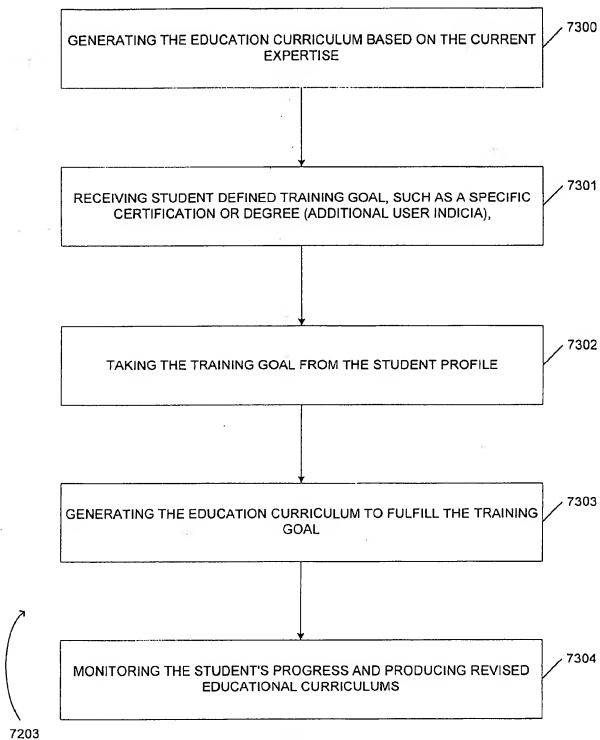 GENERATING THE EDUCATION CURRICULUM BASED ON THE CURRENT
EXPERTISE
7300
RECEIVING STUDENT DEFINED TRAINING GOAL, SUCH AS A SPECIFIC
CERTIFICATION OR DEGREE (ADDITIONAL USER INDICIA),
7301
TAKING THE TRAINING GOAL FROM THE STUDENT PROFILE
7302
GENERATING THE EDUCATION CURRICULUM TO FULFILL THE TRAINING
GOAL
7303
MONITORING THE STUDENT'S PROGRESS AND PRODUCING REVISED
EDUCATIONAL CURRICULUMS
7304
7203